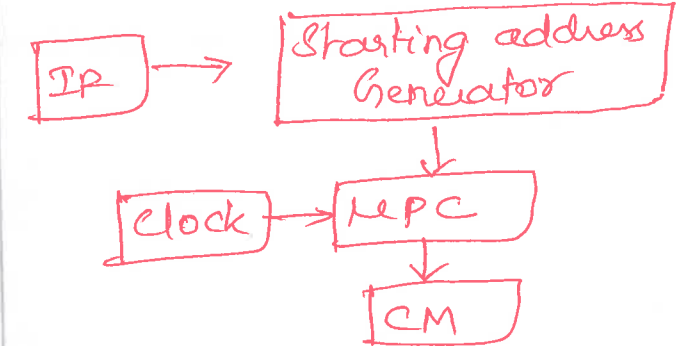 IR
Starting address
Generator
Clock
μPC
CM